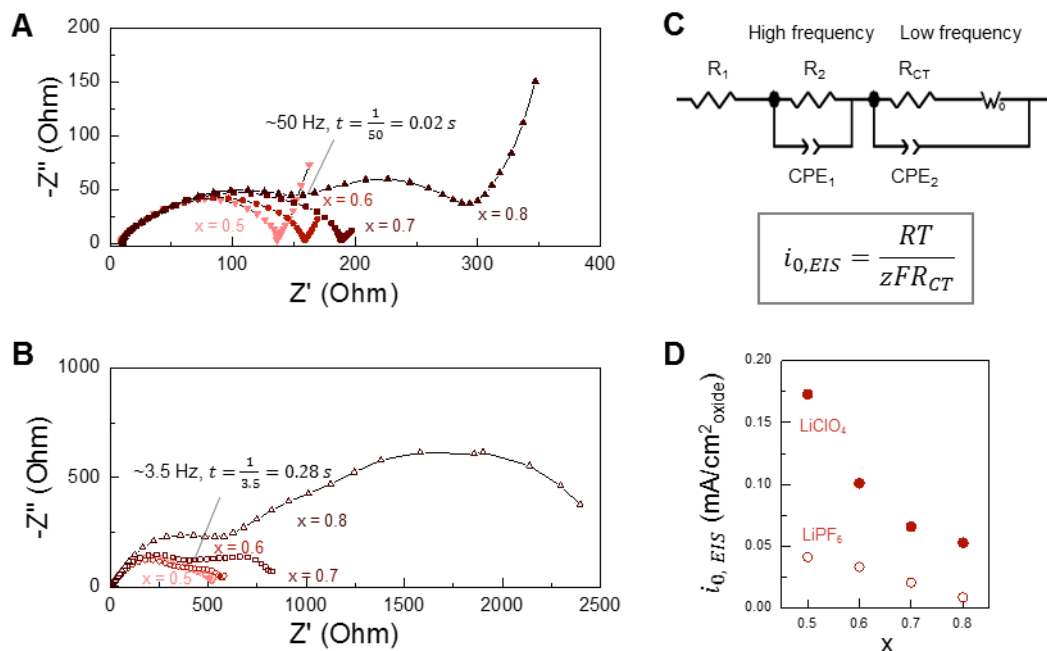 A
-Z'' (Ohm)
200
150
100
50
0
~50 Hz, t = 1/50 = 0.02 s
x = 0.5
x = 0.6
x = 0.7
x = 0.8
0
100
200
300
400
Z' (Ohm)
B
-Z'' (Ohm)
1000
500
0
~3.5 Hz, t = 1/3.5 = 0.28 s
x = 0.5
x = 0.6
x = 0.7
x = 0.8
0
500
1000
1500
2000
2500
Z' (Ohm)
C
High frequency
Low frequency
R₁
R₂
R_CT
W₀
CPE₁
CPE₂
i₀,EIS = RT/zFR_CT
D
i₀, EIS (mA/cm²oxide)
0.20
0.15
0.10
0.05
0.00
LiClO₄
LiPF₆
0.5
0.6
0.7
0.8
x